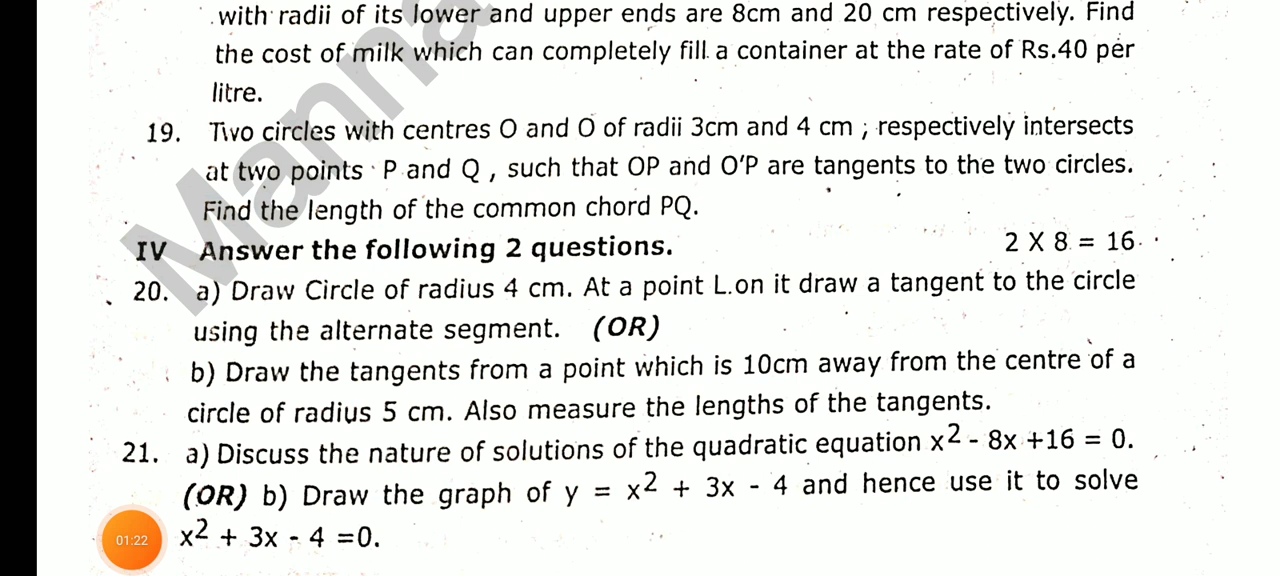 with radii of its lower and upper ends are 8cm and 20 cm respectively. Find
the cost of milk which can completely fill a container at the rate of Rs.40 per
litre.
19. Two circles with centres O and O of radii 3cm and 4 cm ; respectively intersects
at two points P and Q , such that OP and O'P are tangents to the two circles.
Find the length of the common chord PQ.
IV Answer the following 2 questions. 2 X 8 = 16
20. a) Draw Circle of radius 4 cm. At a point L.on it draw a tangent to the circle
using the alternate segment. (OR)
b) Draw the tangents from a point which is 10cm away from the centre of a
circle of radius 5 cm. Also measure the lengths of the tangents.
21. a) Discuss the nature of solutions of the quadratic equation x2 - 8x +16 = 0.
(OR) b) Draw the graph of y = x2 + 3x - 4 and hence use it to solve
x2 + 3x - 4 =0.
01:22
Manna